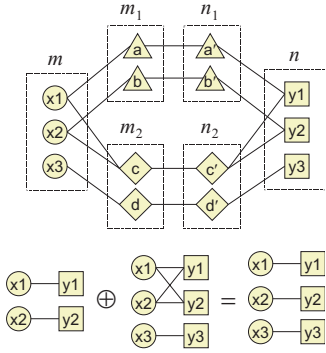 m₁ n₁
a a′
m n
b b′
x1 y1
x2 y2
m₂ n₂
x3 y3
c c′
d d′
x1 y1 x1 y1 x1 y1
x2 y2 ⊕ x2 y2 = x2 y2
x3 y3 x3 y3